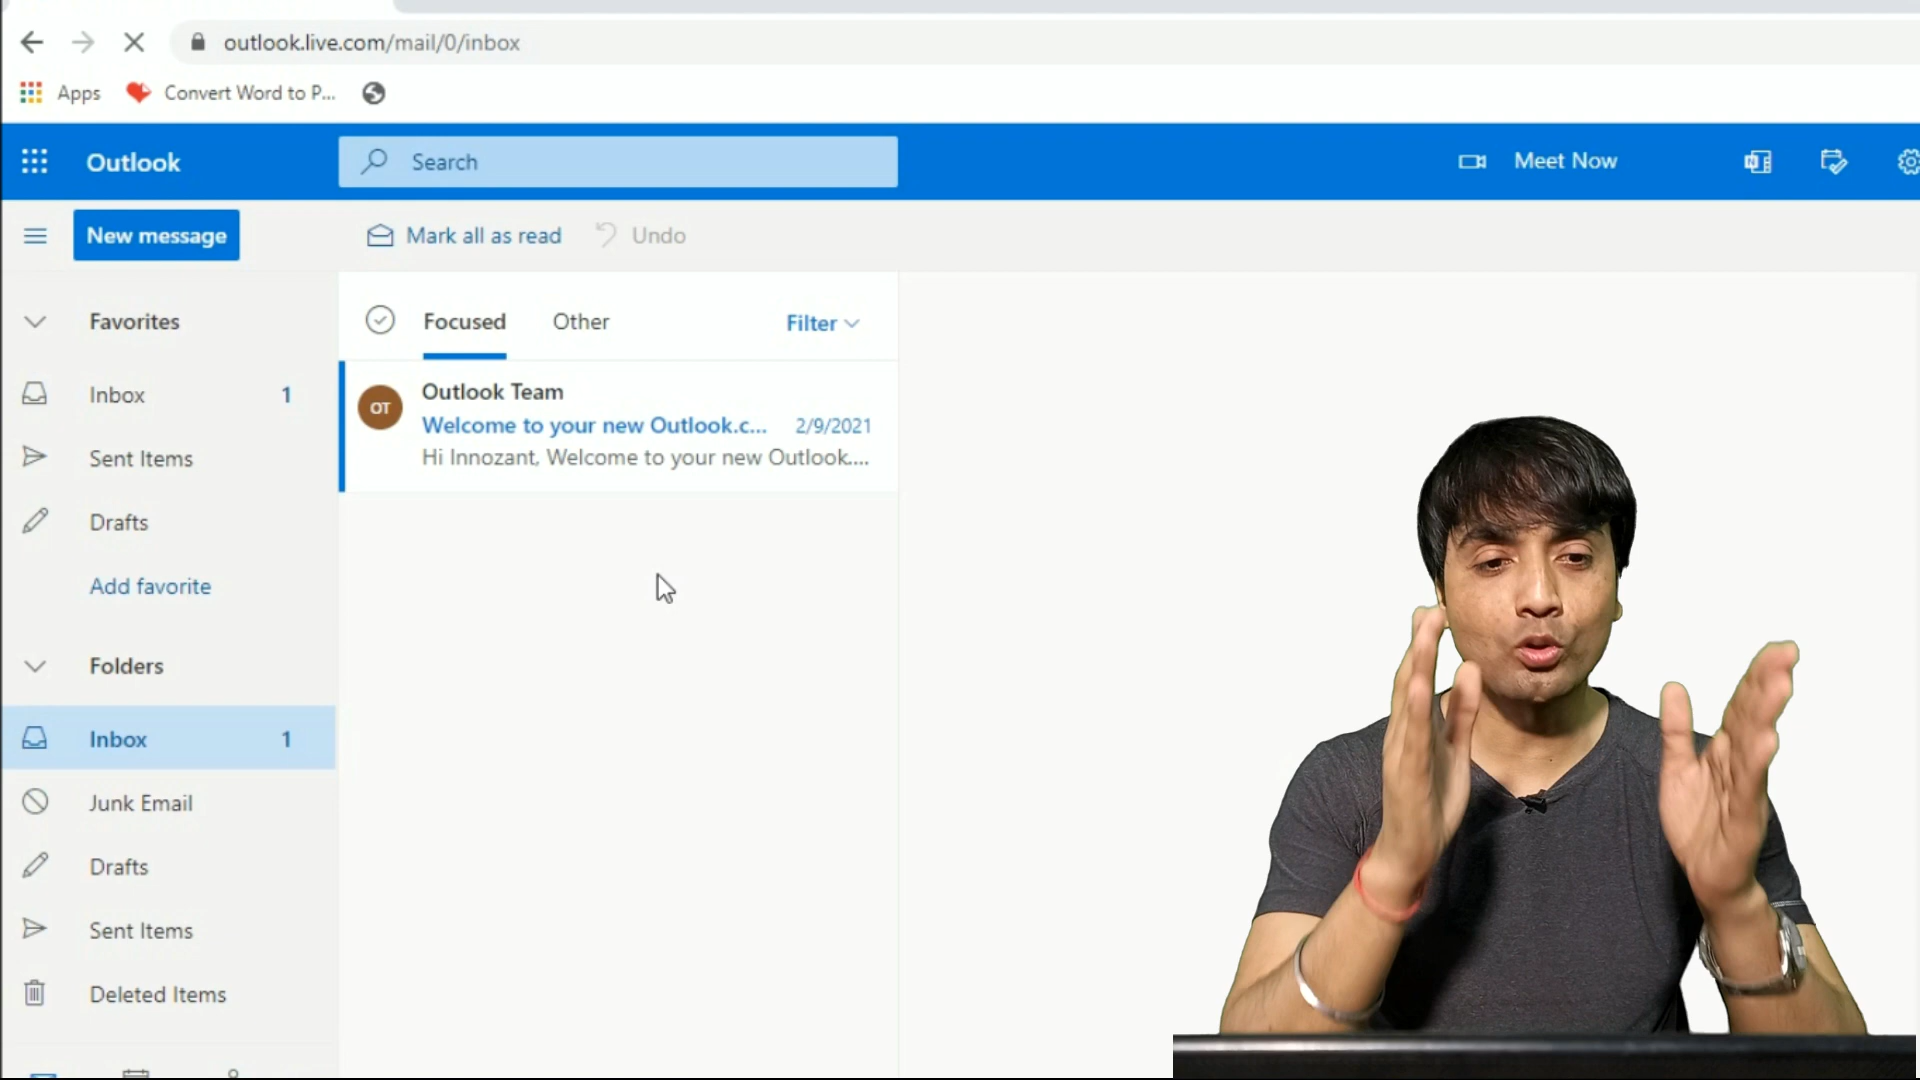 outlook.live.com/mail/0/inbox
Apps
Convert Word to P...
Outlook
Search
Meet Now
New message
Mark all as read
Undo
Favorites
Focused
Other
Filter
Inbox 1
OT
Outlook Team
Welcome to your new Outlook.c... 2/9/2021
Hi Innozant, Welcome to your new Outlook....
Sent Items
Drafts
Add favorite
Folders
Inbox 1
Junk Email
Drafts
Sent Items
Deleted Items